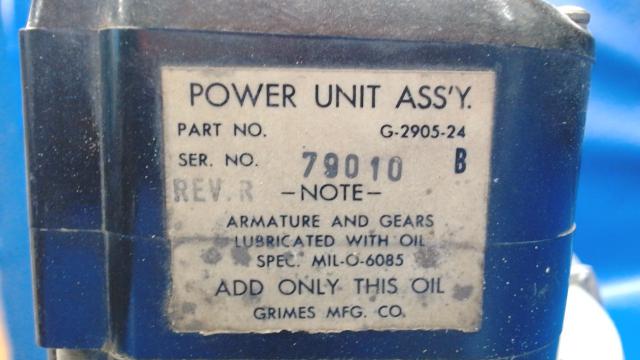 POWER UNIT ASS'Y.
PART NO. G-2905-24
SER. NO. 79010 B
REV. R -NOTE-
ARMATURE AND GEARS
LUBRICATED WITH OIL
SPEC. MIL-O-6085
ADD ONLY THIS OIL
GRIMES MFG. CO.